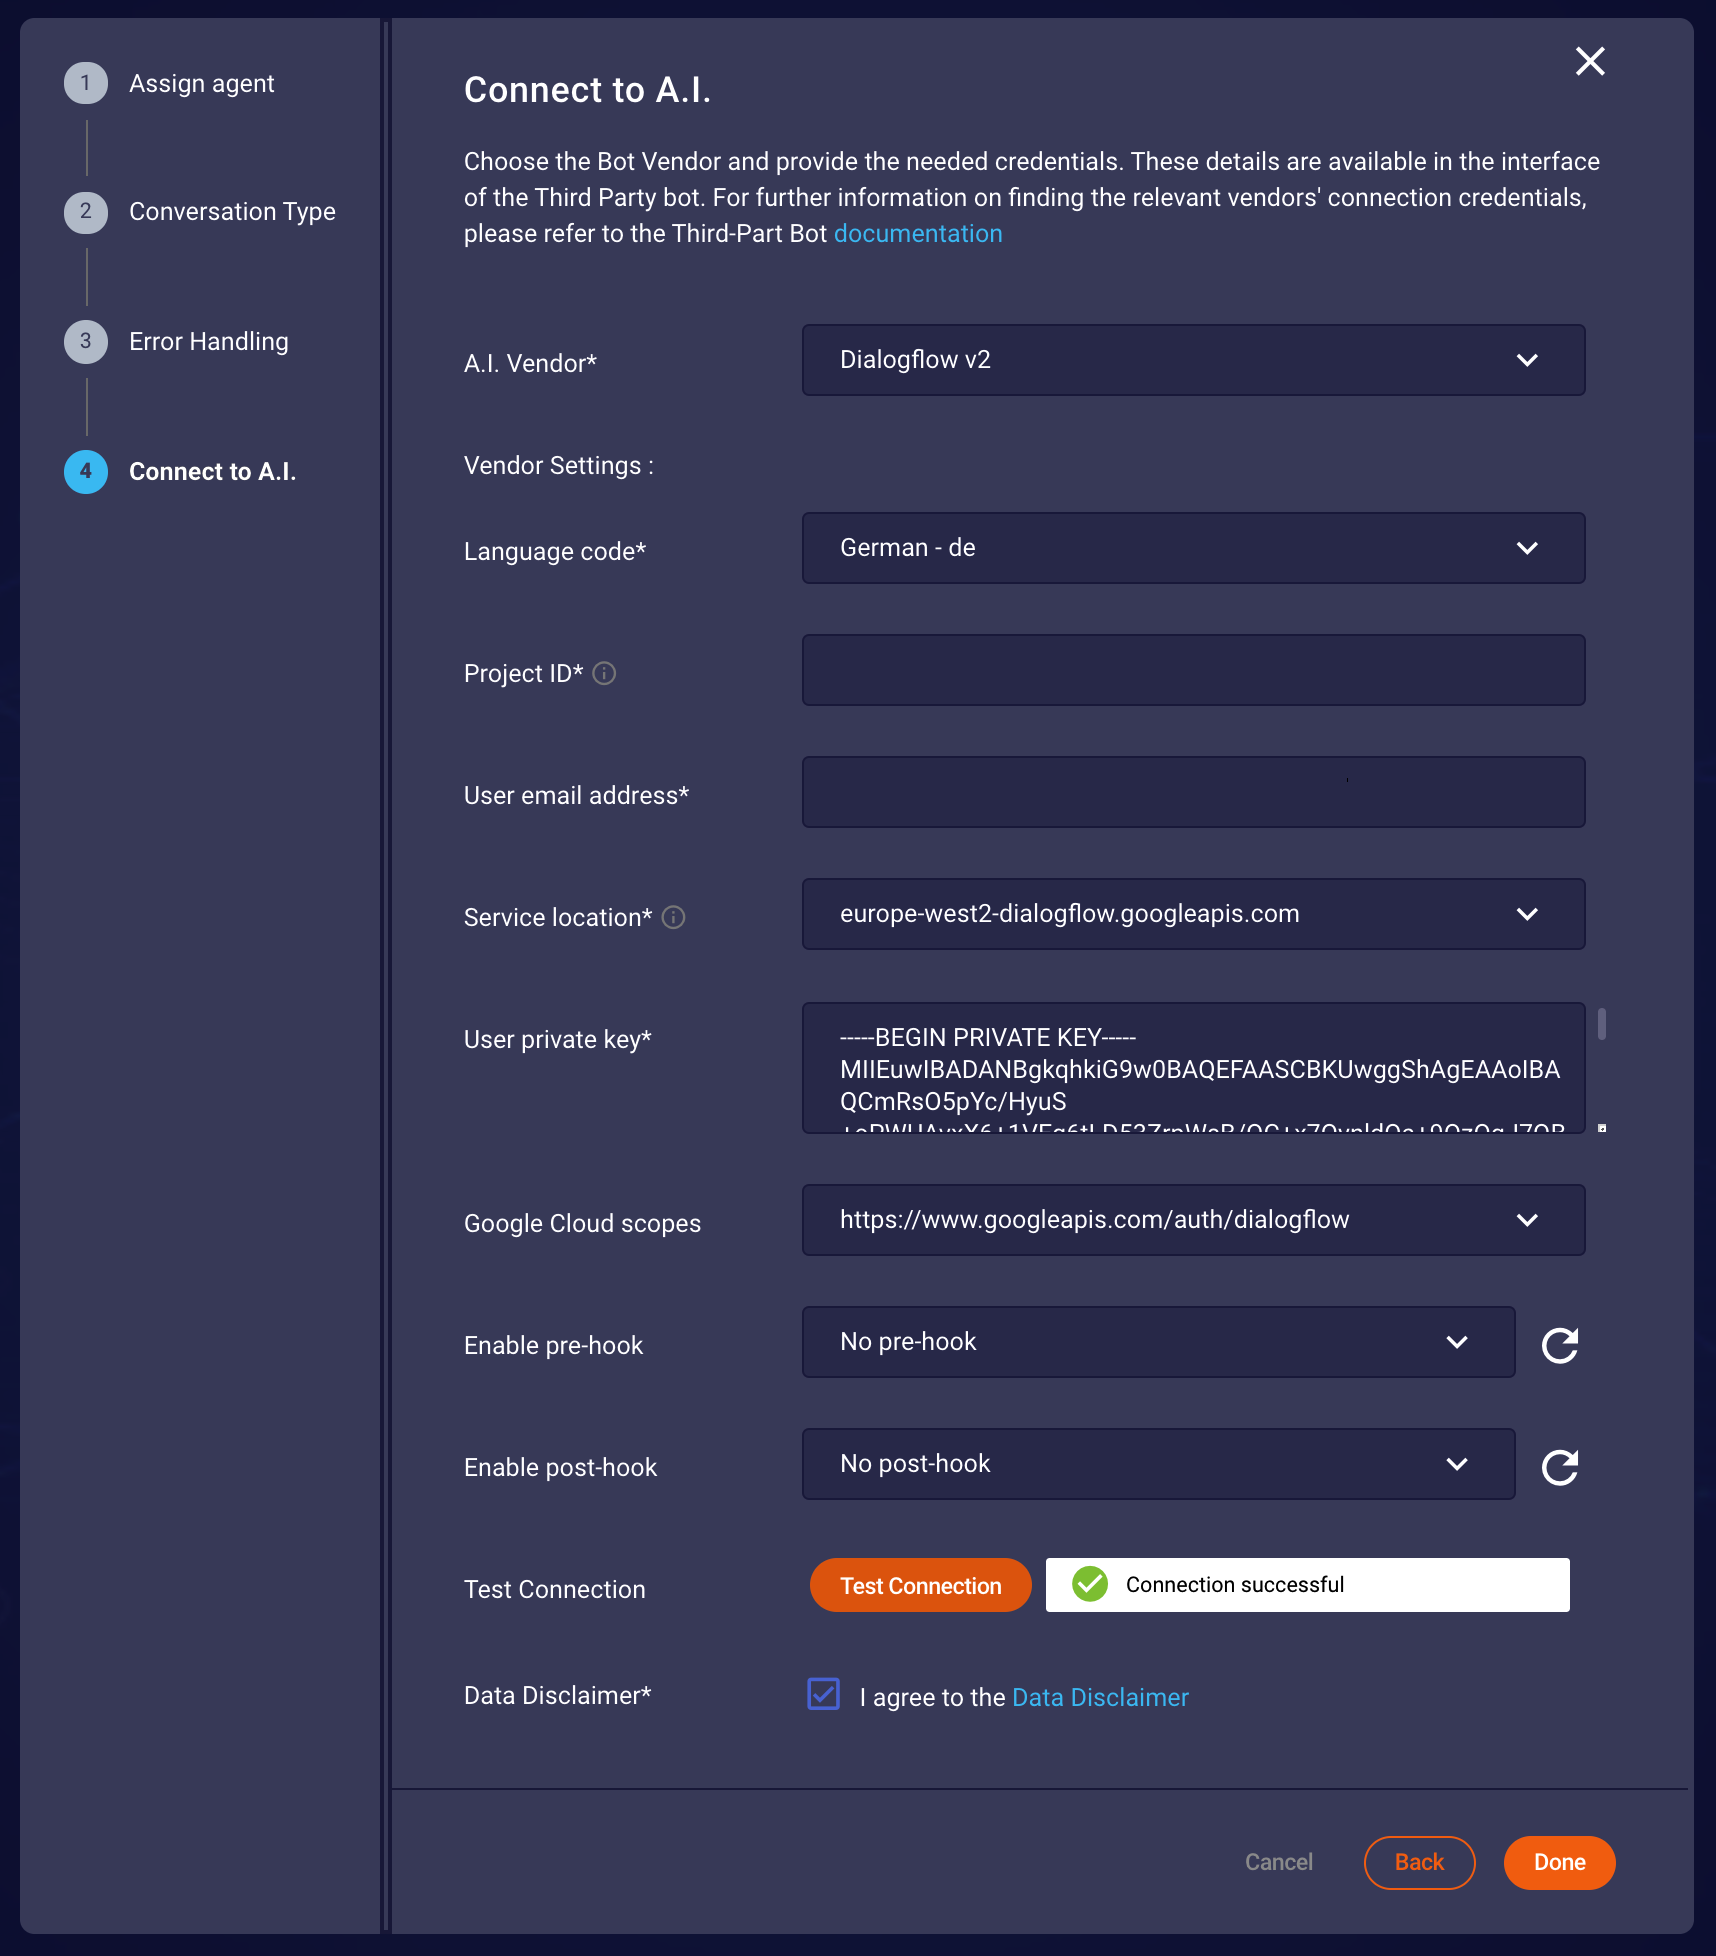 1 Assign agent
2 Conversation Type
3 Error Handling
4 Connect to A.I.
Connect to A.I.
Choose the Bot Vendor and provide the needed credentials. These details are available in the interface
of the Third Party bot. For further information on finding the relevant vendors' connection credentials,
please refer to the Third-Part Bot documentation
A.I. Vendor*
Dialogflow v2
Vendor Settings :
Language code*
German - de
Project ID*
User email address*
Service location*
europe-west2-dialogflow.googleapis.com
User private key*
-----BEGIN PRIVATE KEY-----
MIIEuwIBADANBgkqhkiG9w0BAQEFAASCBKUwggShAgEAAoIBA
QCmRsO5pYc/HyuS
Google Cloud scopes
https://www.googleapis.com/auth/dialogflow
Enable pre-hook
No pre-hook
Enable post-hook
No post-hook
Test Connection
Test Connection
Connection successful
Data Disclaimer*
I agree to the Data Disclaimer
Cancel
Back
Done